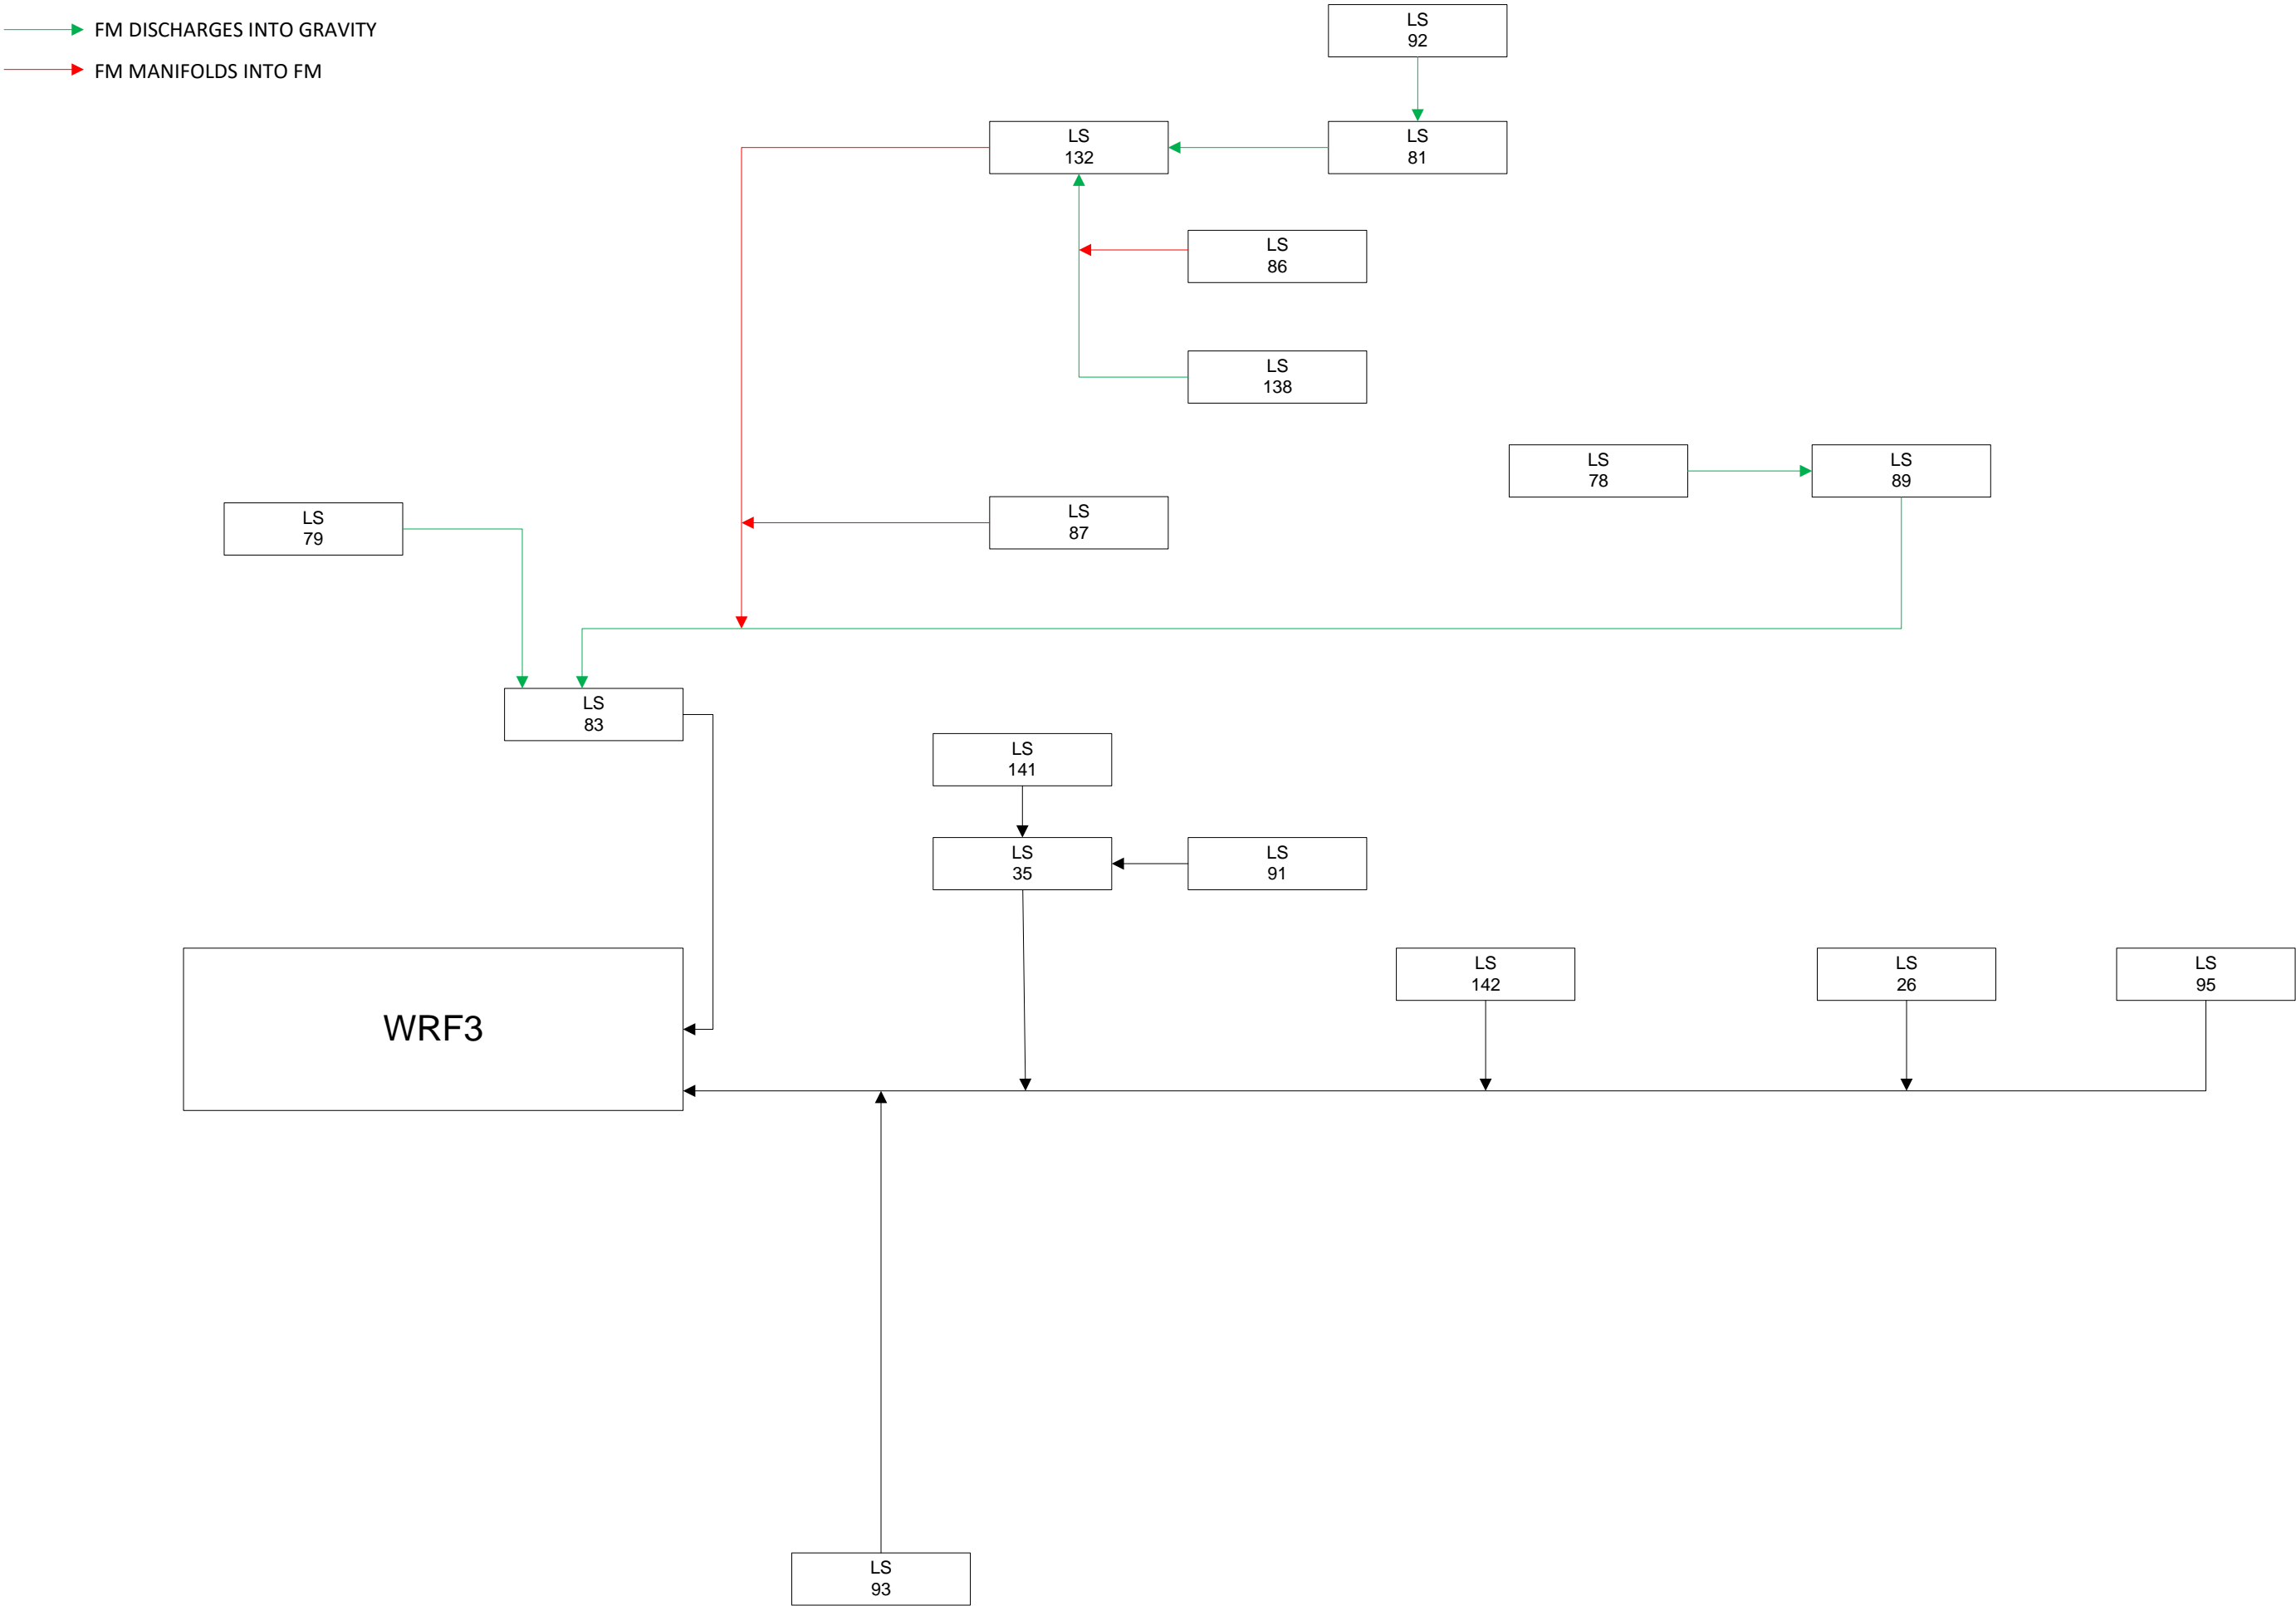 FM DISCHARGES INTO GRAVITY
FM MANIFOLDS INTO FM
LS
92
LS
132
LS
81
LS
86
LS
138
LS
78
LS
89
LS
79
LS
87
LS
83
LS
141
LS
35
LS
91
WRF3
LS
142
LS
26
LS
95
LS
93